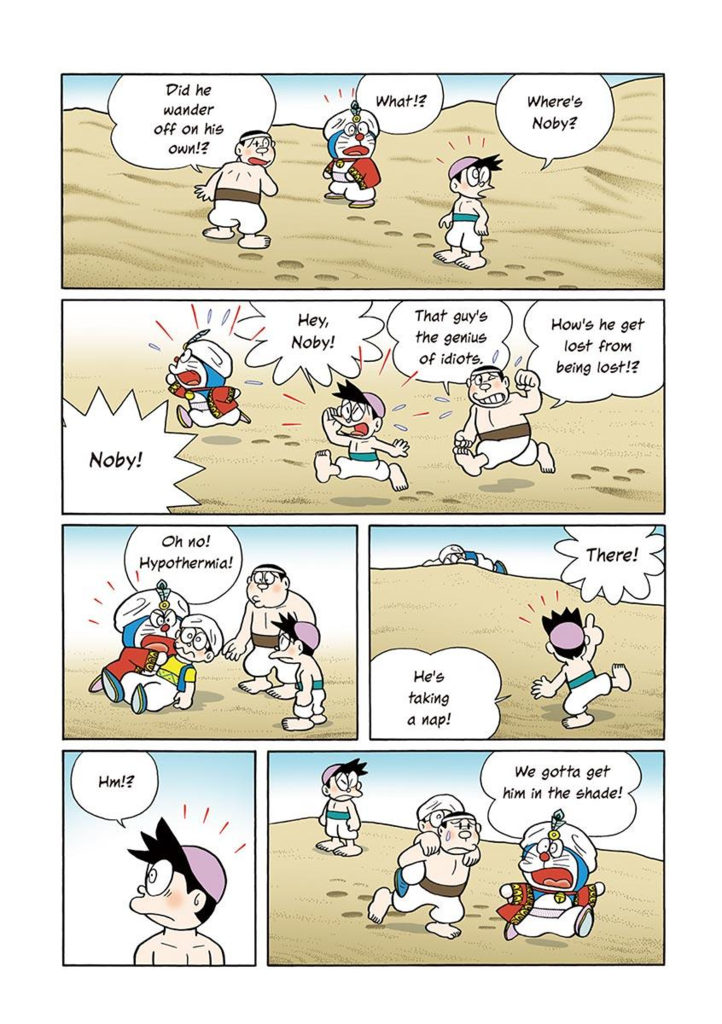 Where's
Noby?
What!?
Did he
wander
off on his
own!?
How's he get
lost from
being lost!?
That guy's
the genius
of idiots.
Hey,
Noby!
Noby!
There!
He's
taking
a nap!
Oh no!
Hypothermia!
We gotta get
him in the shade!
Hm!?